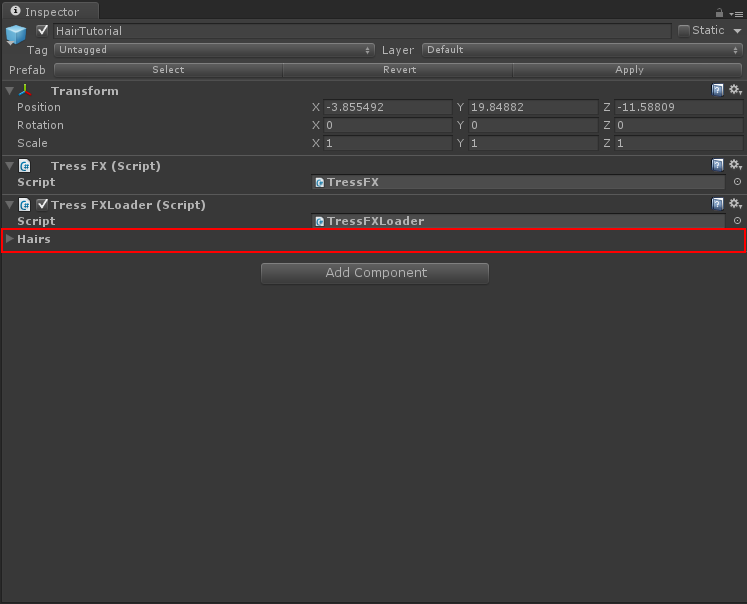 Inspector
HairTutorial Static
Tag Untagged Layer Default
Prefab Select Revert Apply
Transform
Position X -3.855492 Y 19.84882 Z -11.58809
Rotation X 0 Y 0 Z 0
Scale X 1 Y 1 Z 1
Tress FX (Script)
Script TressFX
Tress FXLoader (Script)
Script TressFXLoader
Hairs
Add Component